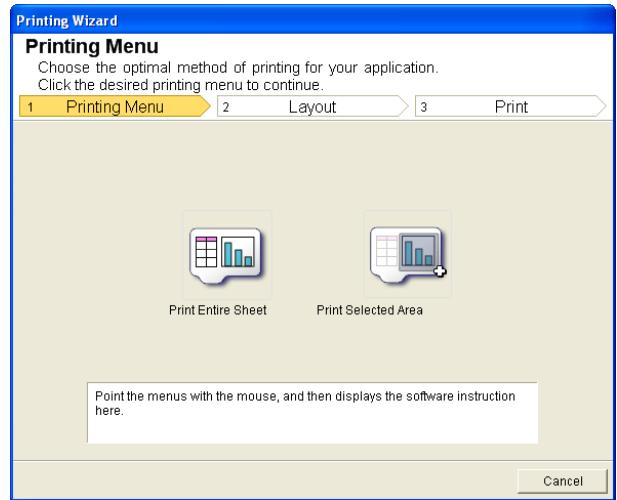 Printing Wizard
Printing Menu
Choose the optimal method of printing for your application.
Click the desired printing menu to continue.
1 Printing Menu 2 Layout 3 Print
Print Entire Sheet Print Selected Area
Point the menus with the mouse, and then displays the software instruction
here.
Cancel